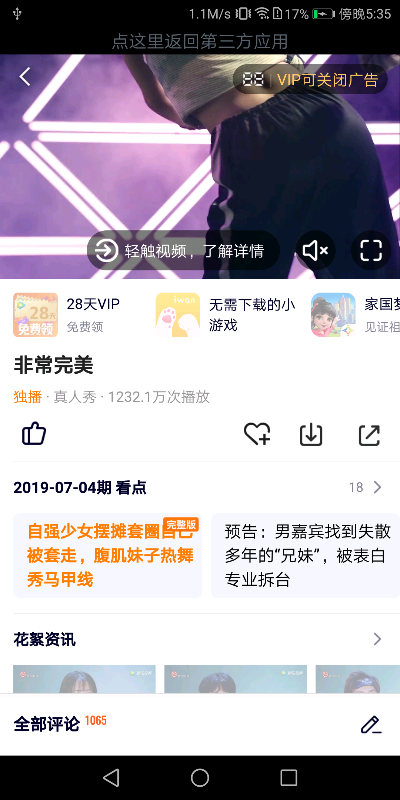 1.1M/s 17% 傍晚5:35
点这里返回第三方应用
VIP可关闭广告
轻触视频，了解详情
28天VIP
免费领
28天
免费领
iwan
无需下载的小
游戏
家国梦
见证祖
非常完美
独播 · 真人秀 · 1232.1万次播放
2019-07-04期 看点
18
完整版
自强少女摆摊套圈自己
被套走，腹肌妹子热舞
秀马甲线
预告：男嘉宾找到失散
多年的“兄妹”，被表白
专业拆台
花絮资讯
全部评论 1065